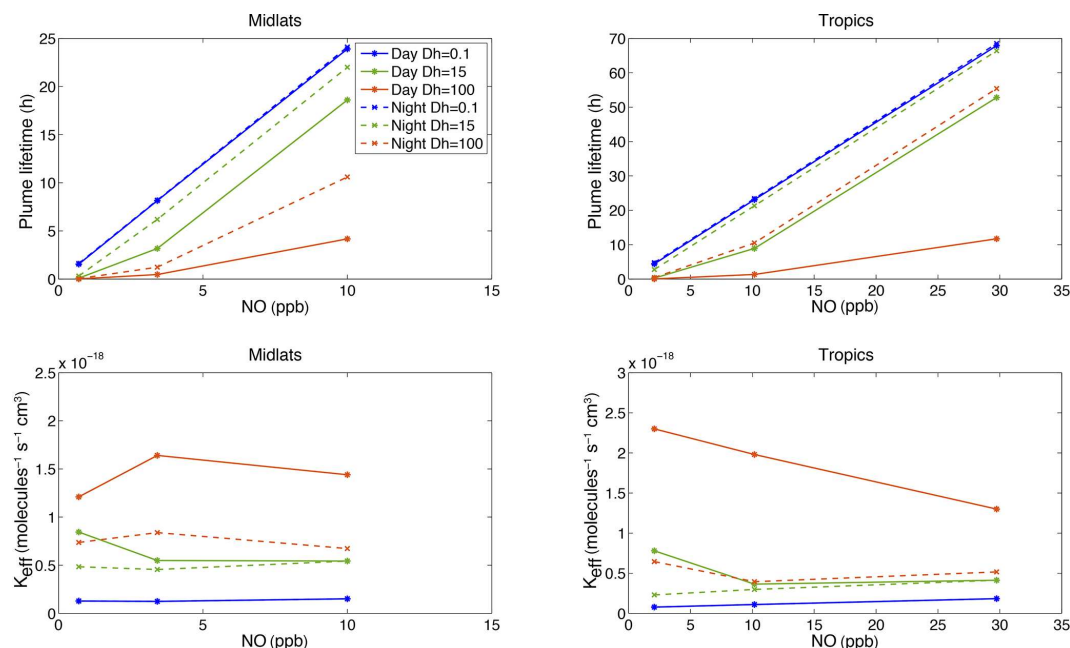 Midlats
Plume lifetime (h)
25
20
15
10
5
0
0 5 10 15
NO (ppb)
Day Dh=0.1
Day Dh=15
Day Dh=100
Night Dh=0.1
Night Dh=15
Night Dh=100
Tropics
Plume lifetime (h)
70
60
50
40
30
20
10
0
0 5 10 15 20 25 30 35
NO (ppb)
Midlats
x 10⁻¹⁸
K_eff (molecules⁻¹ s⁻¹ cm³)
2.5
2
1.5
1
0.5
0
0 5 10 15
NO (ppb)
Tropics
x 10⁻¹⁸
K_eff (molecules⁻¹ s⁻¹ cm³)
3
2.5
2
1.5
1
0.5
0
0 5 10 15 20 25 30 35
NO (ppb)